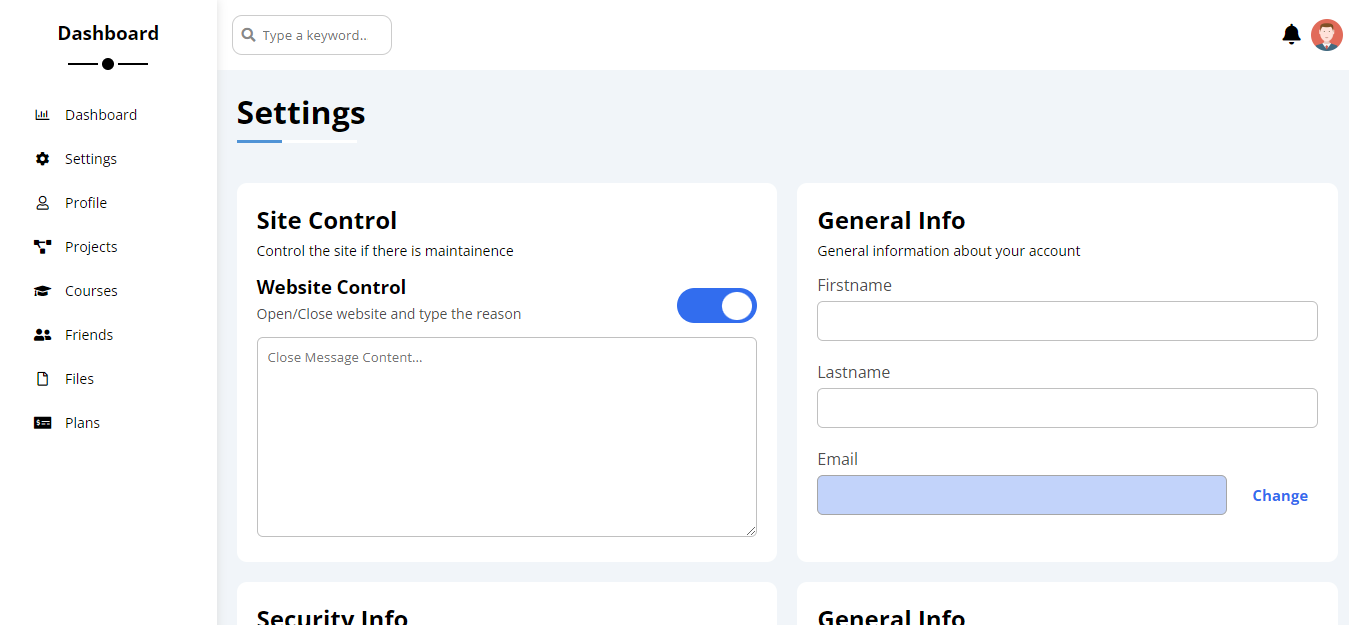 Dashboard
Dashboard
Settings
Profile
Projects
Courses
Friends
Files
Plans
Type a keyword..
Settings
Site Control
Control the site if there is maintainence
Website Control
Open/Close website and type the reason
Close Message Content...
General Info
General information about your account
Firstname
Lastname
Email
Change
Security Info
General Info